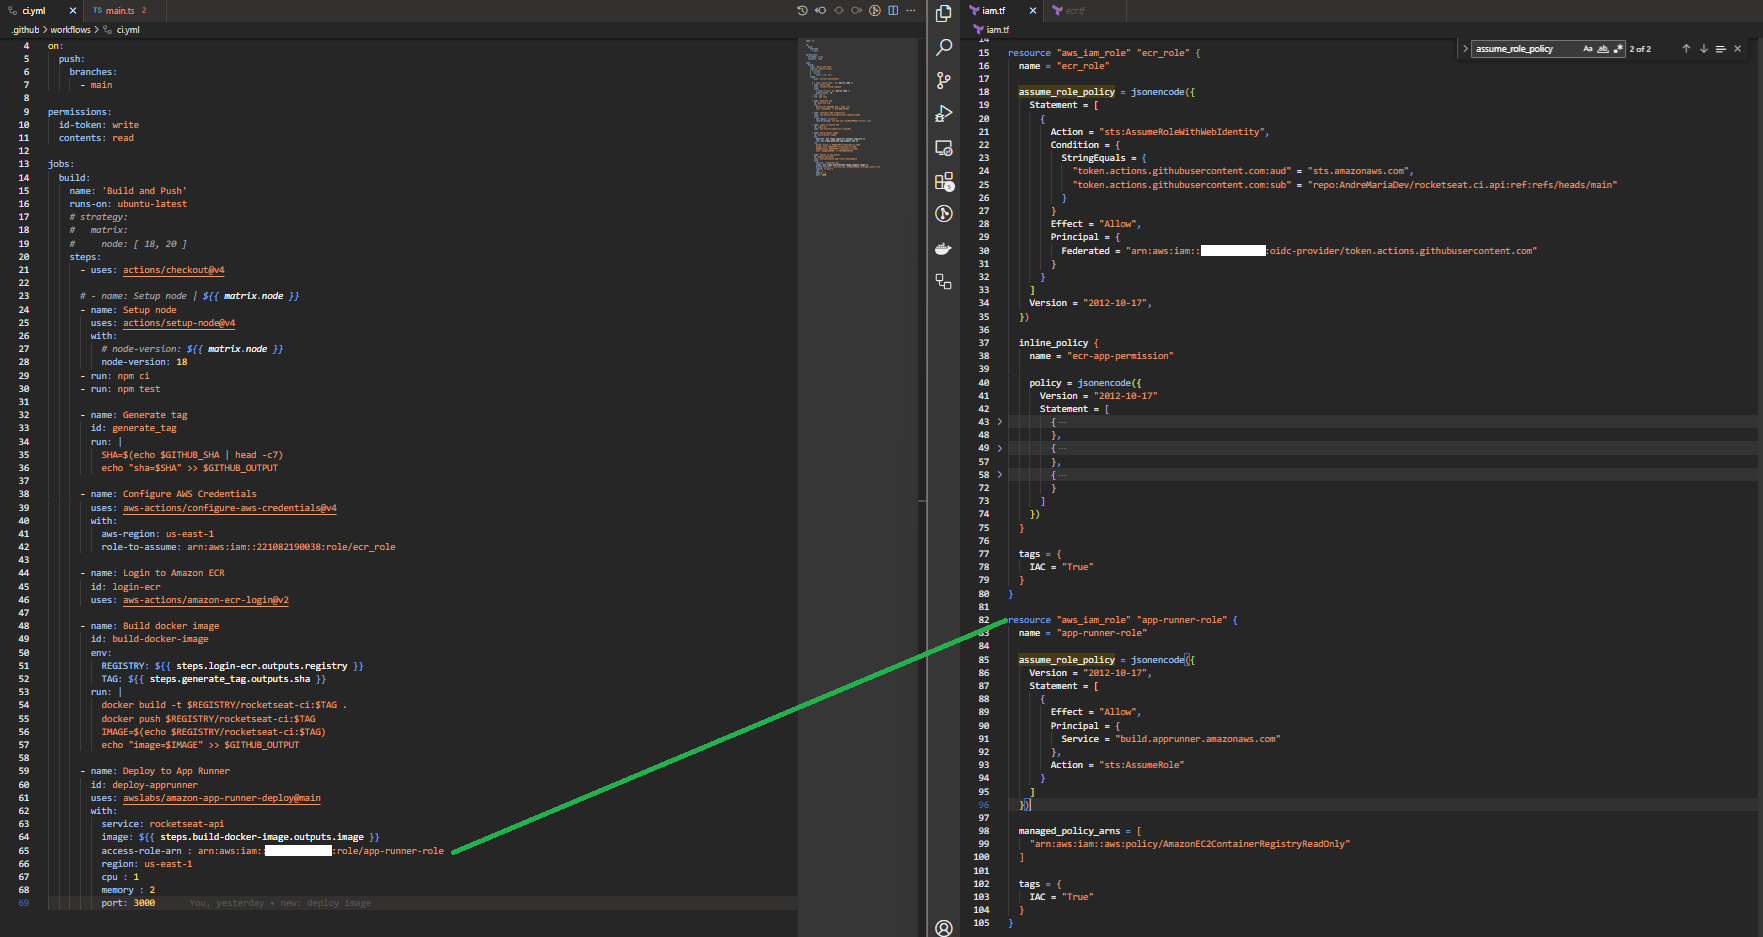 ci.yml
main.ts 2
.github > workflows > ci.yml
4 on:
5 push:
6 branches:
7 - main
8
9 permissions:
10 id-token: write
11 contents: read
12
13 jobs:
14 build:
15 name: 'Build and Push'
16 runs-on: ubuntu-latest
17 # strategy:
18 # matrix:
19 # node: [ 18, 20 ]
20 steps:
21 - uses: actions/checkout@v4
22
23 # - name: Setup node | ${{ matrix.node }}
24 - name: Setup node
25 uses: actions/setup-node@v4
26 with:
27 # node-version: ${{ matrix.node }}
28 node-version: 18
29 - run: npm ci
30 - run: npm test
31
32 - name: Generate tag
33 id: generate_tag
34 run: |
35 SHA=$(echo $GITHUB_SHA | head -c7)
36 echo "sha=$SHA" >> $GITHUB_OUTPUT
37
38 - name: Configure AWS Credentials
39 uses: aws-actions/configure-aws-credentials@v4
40 with:
41 aws-region: us-east-1
42 role-to-assume: arn:aws:iam::221082190038:role/ecr_role
43
44 - name: Login to Amazon ECR
45 id: login-ecr
46 uses: aws-actions/amazon-ecr-login@v2
47
48 - name: Build docker image
49 id: build-docker-image
50 env:
51 REGISTRY: ${{ steps.login-ecr.outputs.registry }}
52 TAG: ${{ steps.generate_tag.outputs.sha }}
53 run: |
54 docker build -t $REGISTRY/rocketseat-ci:$TAG .
55 docker push $REGISTRY/rocketseat-ci:$TAG
56 IMAGE=$(echo $REGISTRY/rocketseat-ci:$TAG)
57 echo "image=$IMAGE" >> $GITHUB_OUTPUT
58
59 - name: Deploy to App Runner
60 id: deploy-apprunner
61 uses: awslabs/amazon-app-runner-deploy@main
62 with:
63 service: rocketseat-api
64 image: ${{ steps.build-docker-image.outputs.image }}
65 access-role-arn : arn:aws:iam:: :role/app-runner-role
66 region: us-east-1
67 cpu : 1
68 memory : 2
69 port: 3000 You, yesterday • new: deploy image
iam.tf
ecr.tf
iam.tf
assume_role_policy Aa ab 2 of 2
14
15 resource "aws_iam_role" "ecr_role" {
16 name = "ecr_role"
17
18 assume_role_policy = jsonencode({
19 Statement = [
20 {
21 Action = "sts:AssumeRoleWithWebIdentity",
22 Condition = {
23 StringEquals = {
24 "token.actions.githubusercontent.com:aud" = "sts.amazonaws.com",
25 "token.actions.githubusercontent.com:sub" = "repo:AndreMariaDev/rocketseat.ci.api:ref:refs/heads/main"
26 }
27 }
28 Effect = "Allow",
29 Principal = {
30 Federated = "arn:aws:iam:: :oidc-provider/token.actions.githubusercontent.com"
31 }
32 }
33 ]
34 Version = "2012-10-17",
35 })
36
37 inline_policy {
38 name = "ecr-app-permission"
39
40 policy = jsonencode({
41 Version = "2012-10-17"
42 Statement = [
43 { ...
48 },
49 { ...
57 },
58 { ...
72 }
73 ]
74 })
75 }
76
77 tags = {
78 IAC = "True"
79 }
80 }
81
82 resource "aws_iam_role" "app-runner-role" {
83 name = "app-runner-role"
84
85 assume_role_policy = jsonencode({
86 Version = "2012-10-17",
87 Statement = [
88 {
89 Effect = "Allow",
90 Principal = {
91 Service = "build.apprunner.amazonaws.com"
92 },
93 Action = "sts:AssumeRole"
94 }
95 ]
96 })
97
98 managed_policy_arns = [
99 "arn:aws:iam::aws:policy/AmazonEC2ContainerRegistryReadOnly"
100 ]
101
102 tags = {
103 IAC = "True"
104 }
105 }